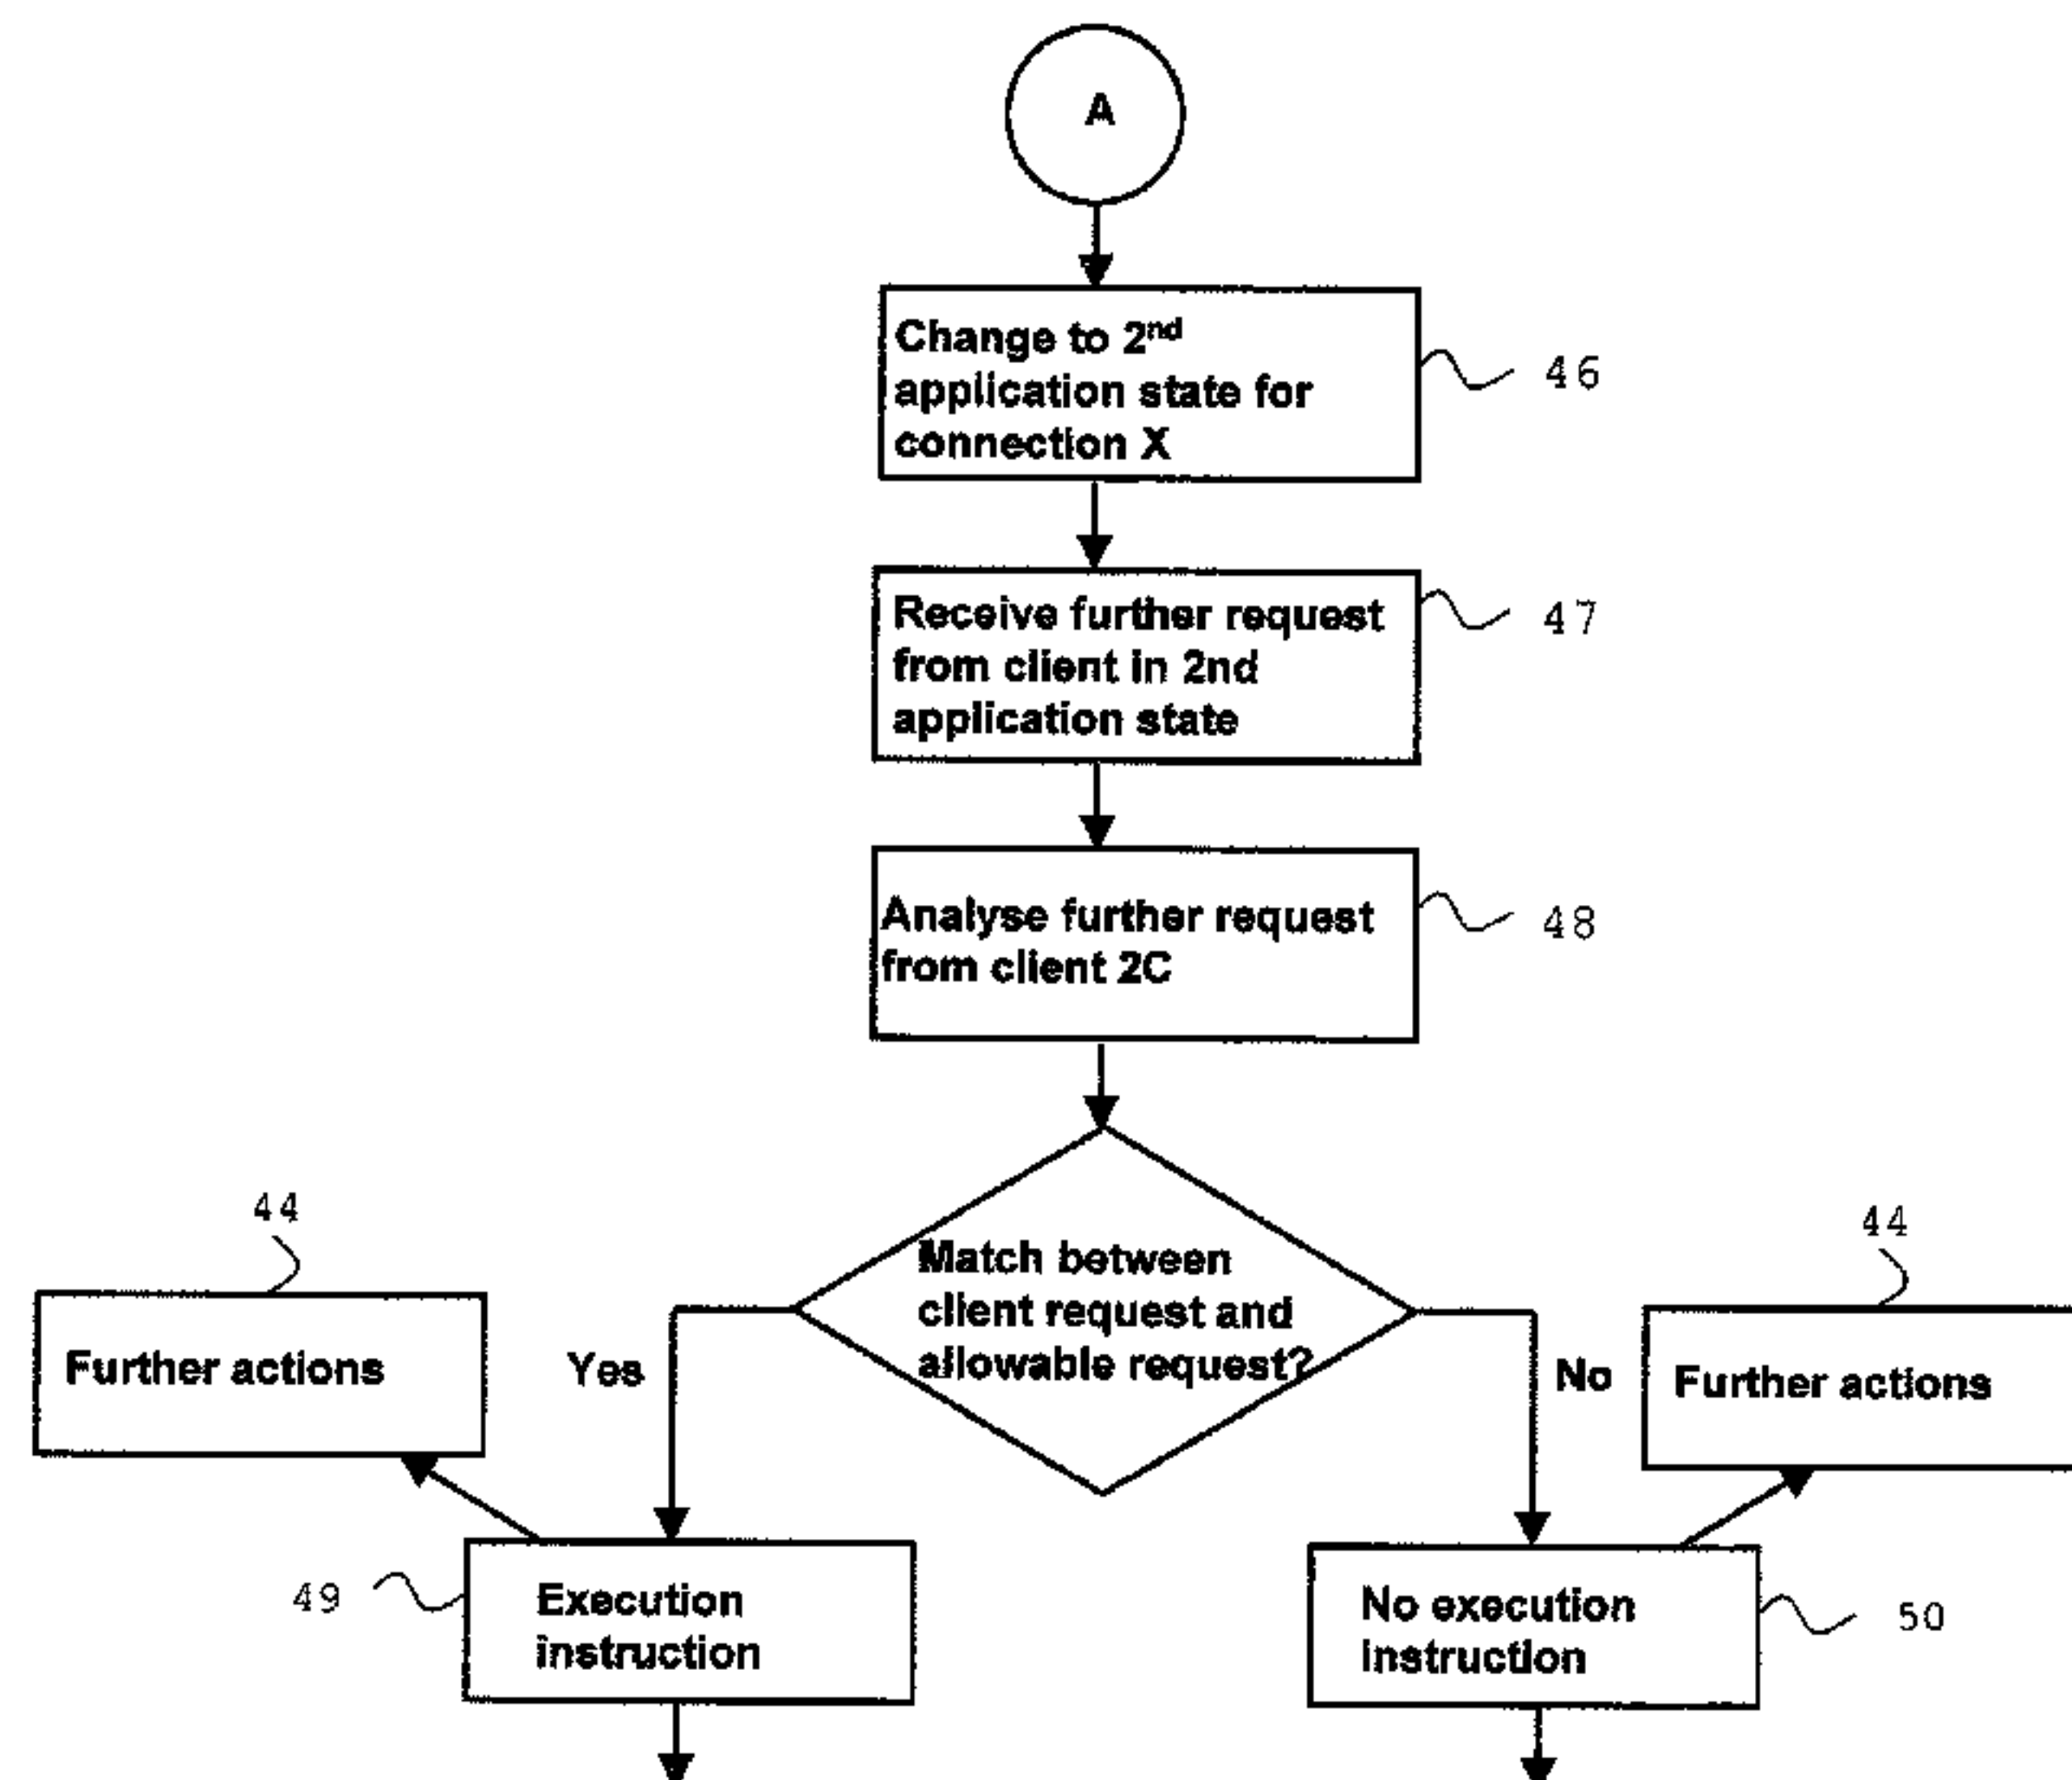 A
Change to 2nd
application state for
connection X
46
Receive further request
from client in 2nd
application state
47
Analyse further request
from client 2C
48
Match between
client request and
allowable request?
44
Further actions
Yes
No
44
Further actions
49
Execution
instruction
No execution
instruction
50